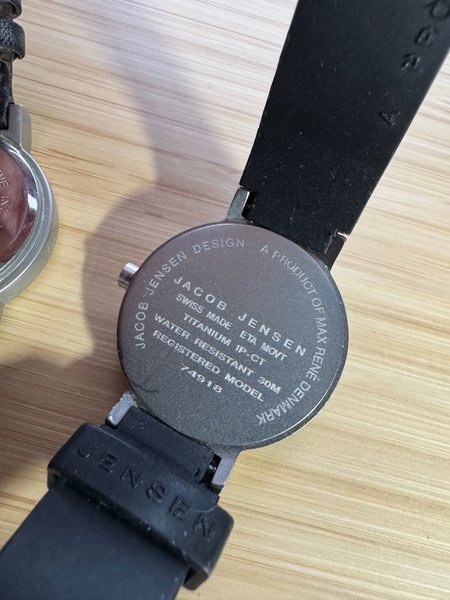 JACOB JENSEN DESIGN · A PRODUCT OF MAX RENÉ DENMARK
JACOB JENSEN
SWISS MADE ETA MOVT
TITANIUM IP-CT
WATER RESISTANT 30M
REGISTERED MODEL
74918
JENSEN
A PRO